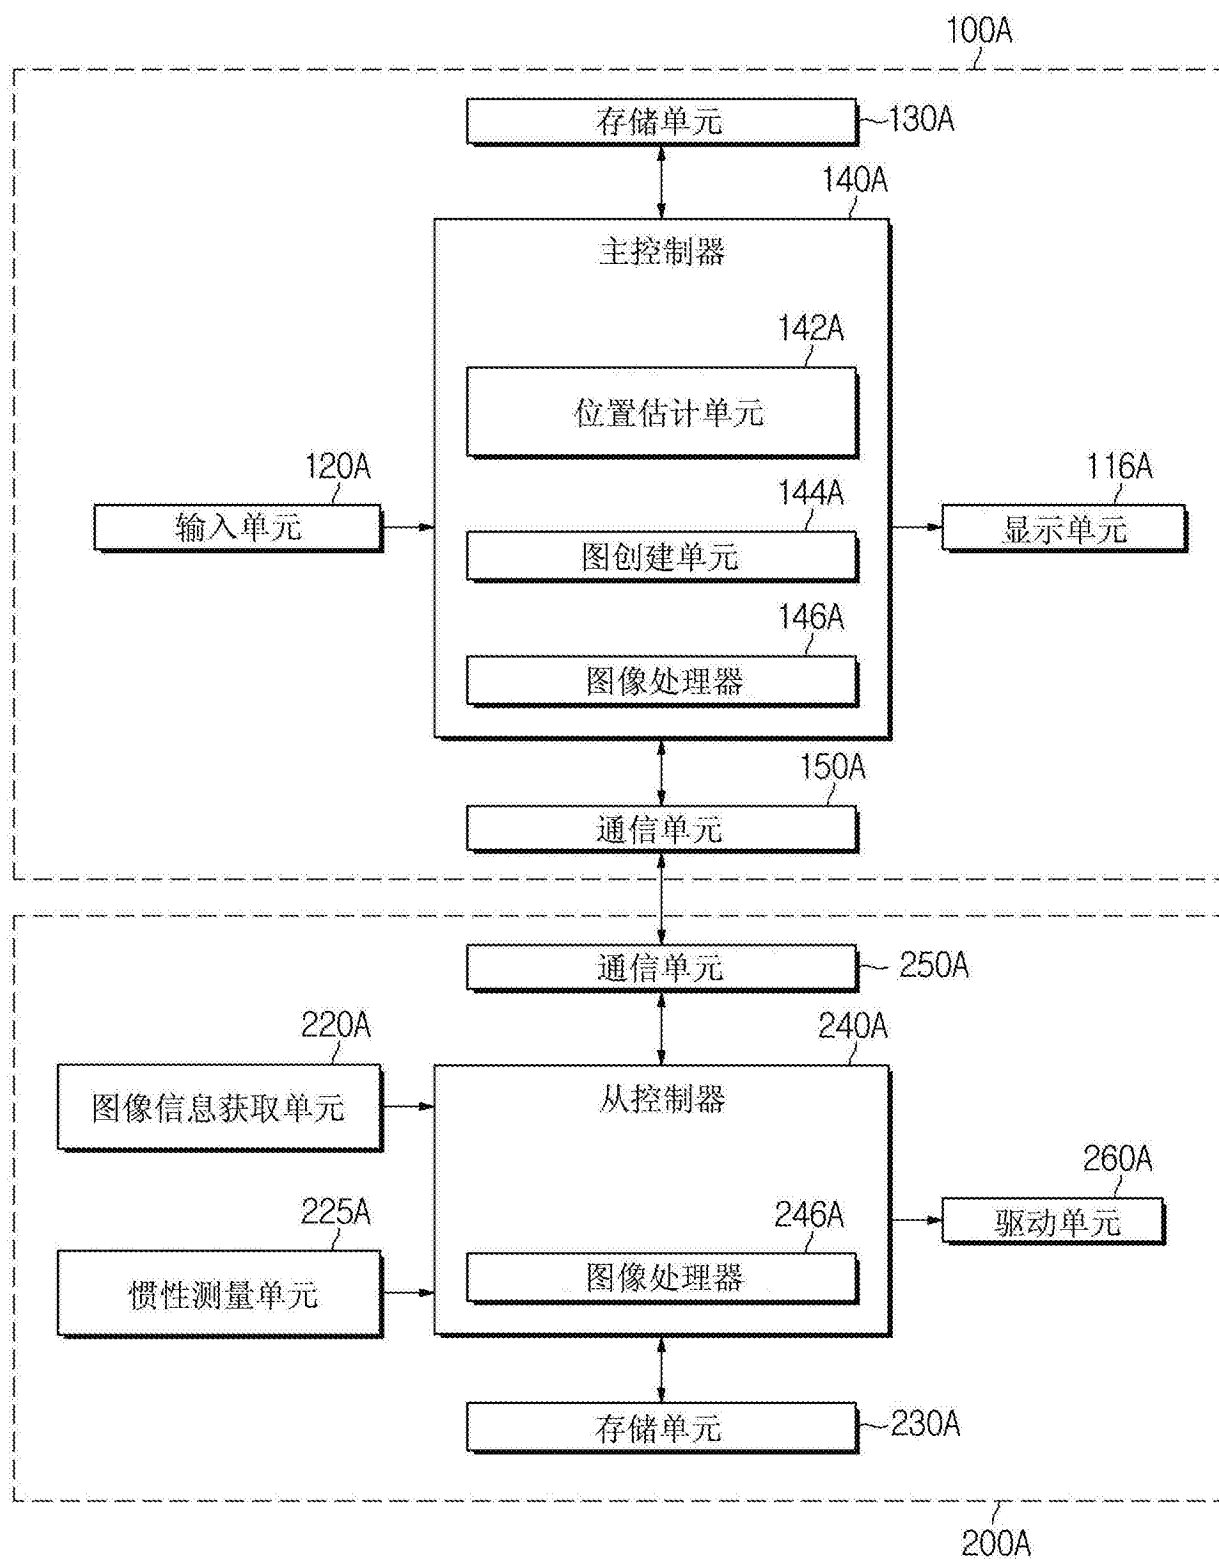 100A
存储单元
130A
140A
主控制器
142A
位置估计单元
120A
输入单元
144A
图创建单元
116A
显示单元
146A
图像处理器
150A
通信单元
通信单元
250A
220A
图像信息获取单元
240A
从控制器
225A
惯性测量单元
246A
图像处理器
260A
驱动单元
存储单元
230A
200A